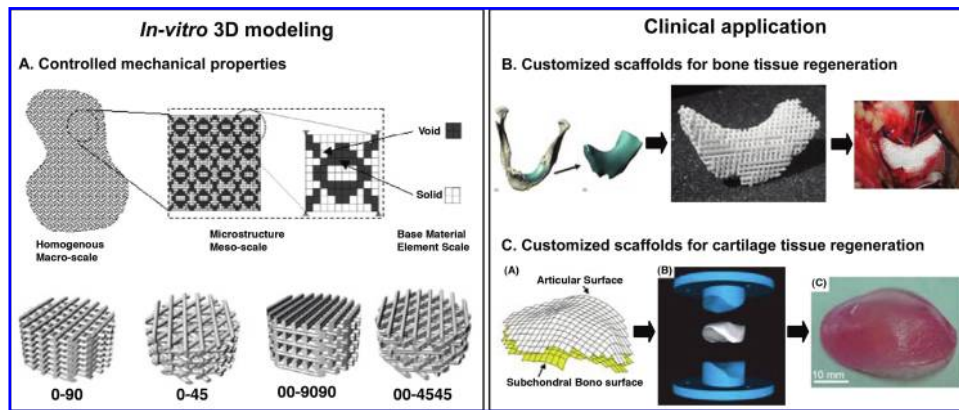 In-vitro 3D modeling
A. Controlled mechanical properties
Void
Solid
Homogenous
Macro-scale
Microstructure
Meso-scale
Base Material
Element Scale
0-90
0-45
00-9090
00-4545
Clinical application
B. Customized scaffolds for bone tissue regeneration
C. Customized scaffolds for cartilage tissue regeneration
(A)
Articular Surface
Subchondral Bono surface
(B)
(C)
10 mm